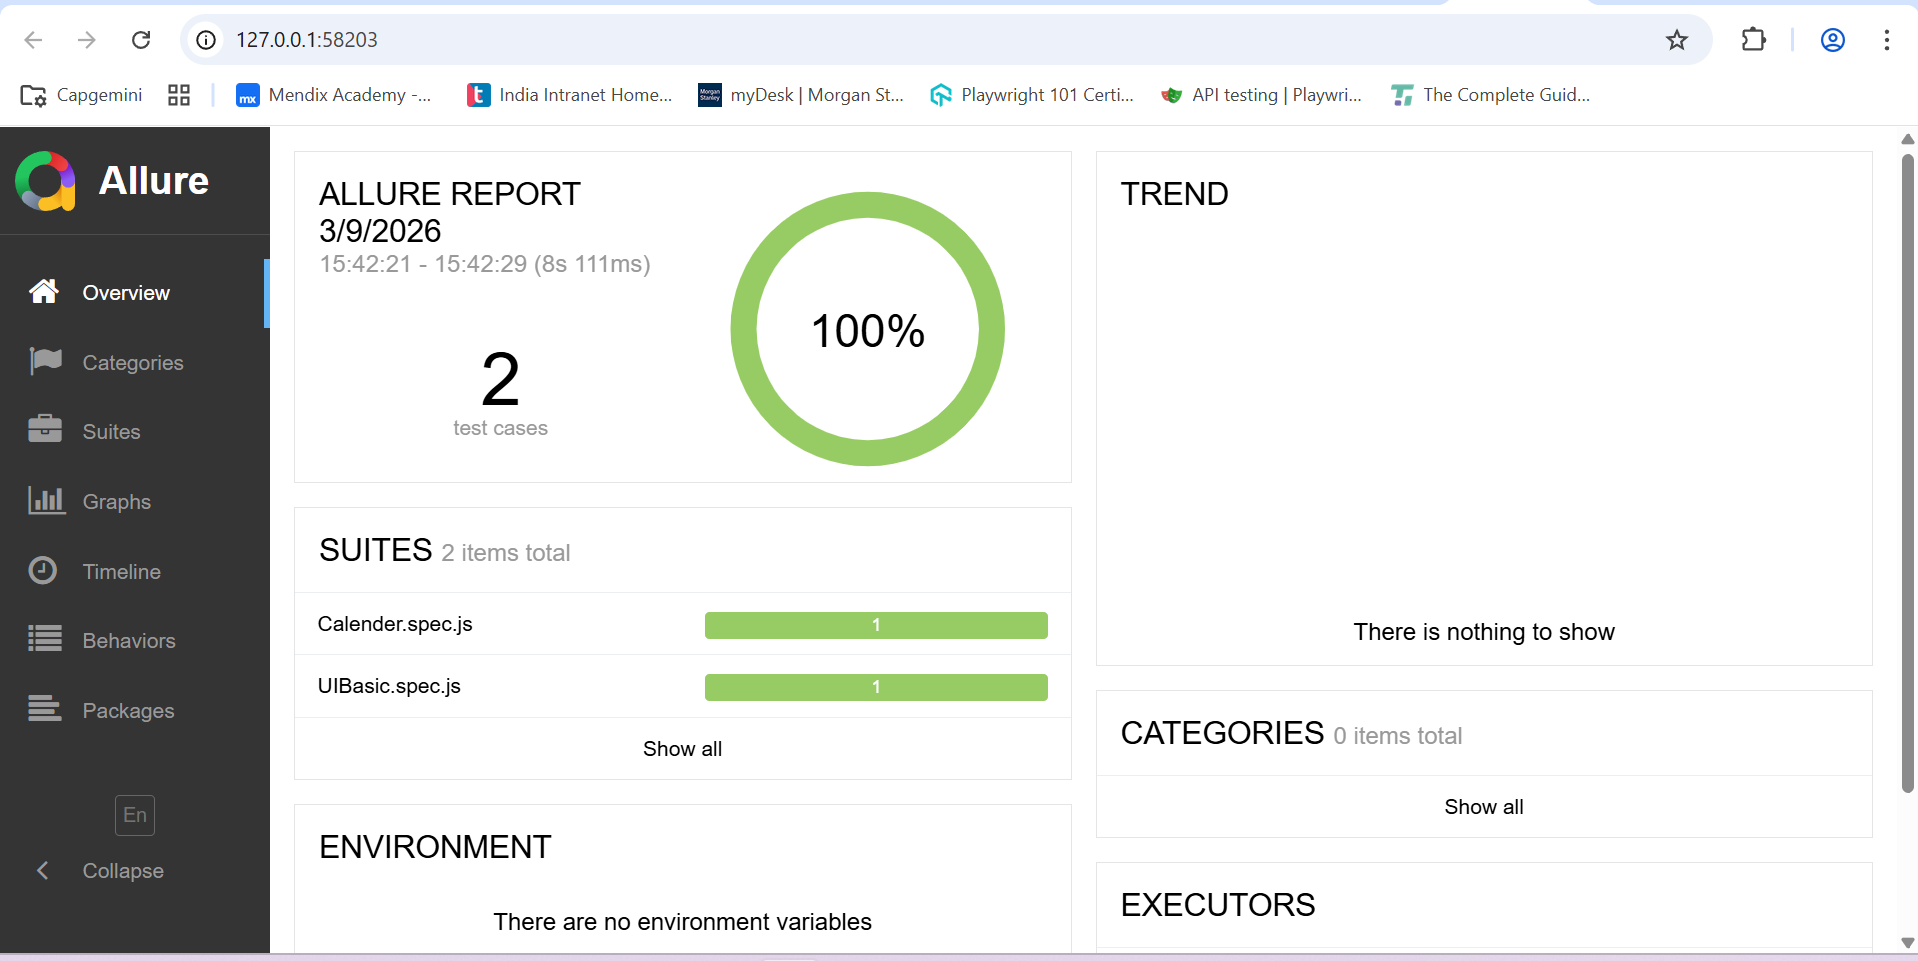 127.0.0.1:58203
Capgemini
Mendix Academy -...
India Intranet Home...
myDesk | Morgan St...
Playwright 101 Certi...
API testing | Playwri...
The Complete Guid...
Allure
Overview
Categories
Suites
Graphs
Timeline
Behaviors
Packages
En
Collapse
ALLURE REPORT
3/9/2026
15:42:21 - 15:42:29 (8s 111ms)
2
test cases
100%
SUITES 2 items total
Calender.spec.js 1
UIBasic.spec.js 1
Show all
ENVIRONMENT
There are no environment variables
TREND
There is nothing to show
CATEGORIES 0 items total
Show all
EXECUTORS